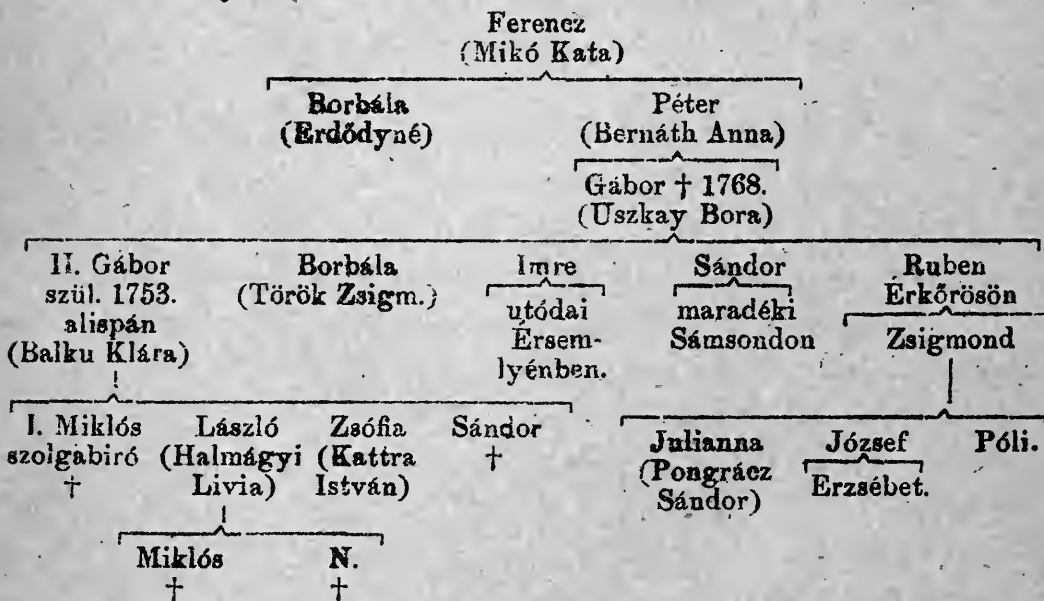 Ferencz
(Mikó Kata)
Borbála Péter
(Erdődyné) (Bernáth Anna)
Gábor † 1768.
(Uszkay Bora)
II. Gábor Borbála Imre Sándor Ruben
szül. 1753. (Török Zsigm.) utódai maradéki Érkőrösön
alispán Érsem- Sámsondon Zsigmond
(Balku Klára) lyénben.
I. Miklós László Zsófia Sándor Julianna József Póli.
szolgabiró (Halmágyi (Kattra † (Pongrácz Erzsébet.
† Livia) István) Sándor)
Miklós N.
† †